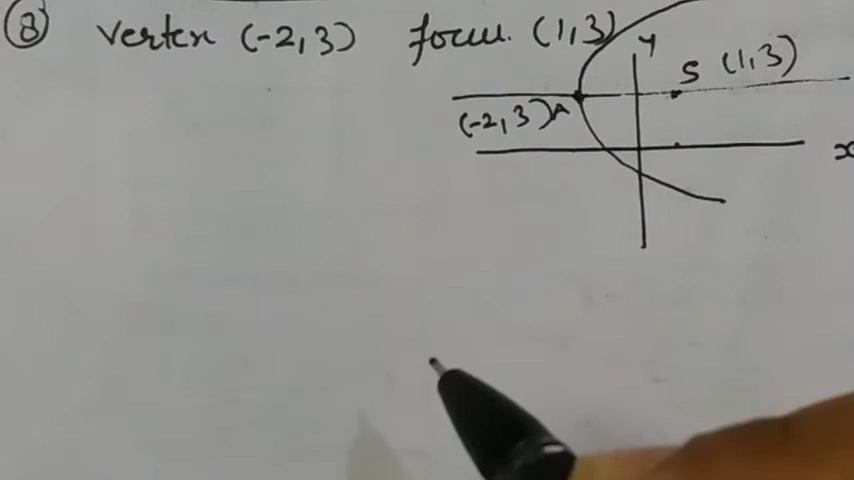 ⑧ vertex (-2,3) focus. (1,3)
y
S (1,3)
(-2,3) A
x